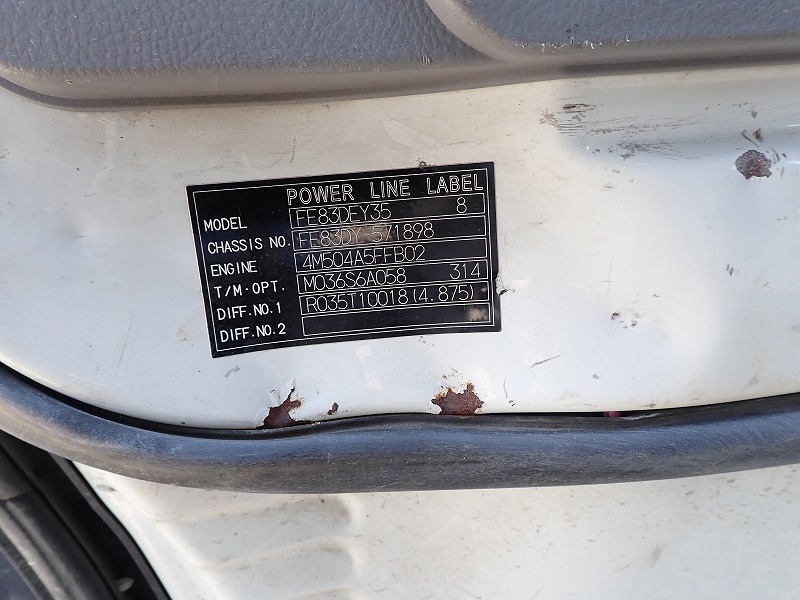 POWER LINE LABEL
MODEL FE83DEY35 8
CHASSIS NO. FE83DY-571898
ENGINE 4M504A5FFB02
T/M·OPT. M036S6A058 314
DIFF.NO.1 R035T10018(4.875)
DIFF.NO.2